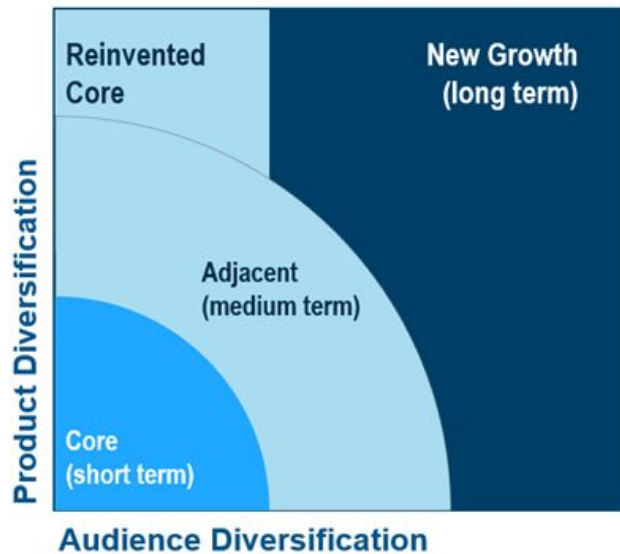 Reinvented
Core
New Growth
(long term)
Adjacent
(medium term)
Core
(short term)
Product Diversification
Audience Diversification